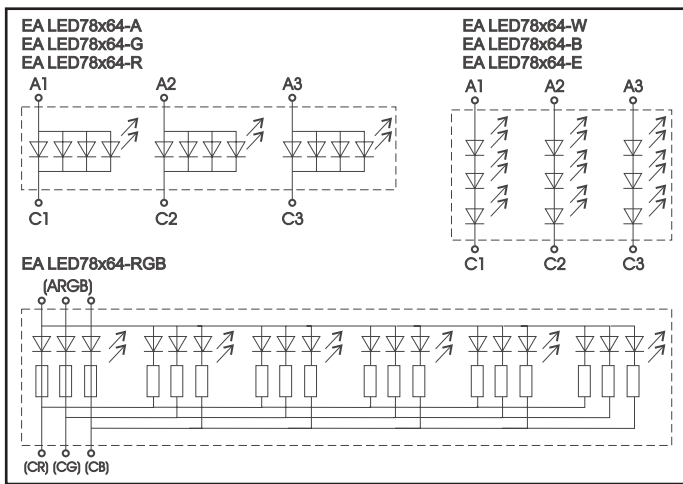 EA LED78x64-A
EA LED78x64-G
EA LED78x64-R
A1 A2 A3
C1 C2 C3
EA LED78x64-W
EA LED78x64-B
EA LED78x64-E
A1 A2 A3
C1 C2 C3
EA LED78x64-RGB
(ARGB)
(CR) (CG) (CB)